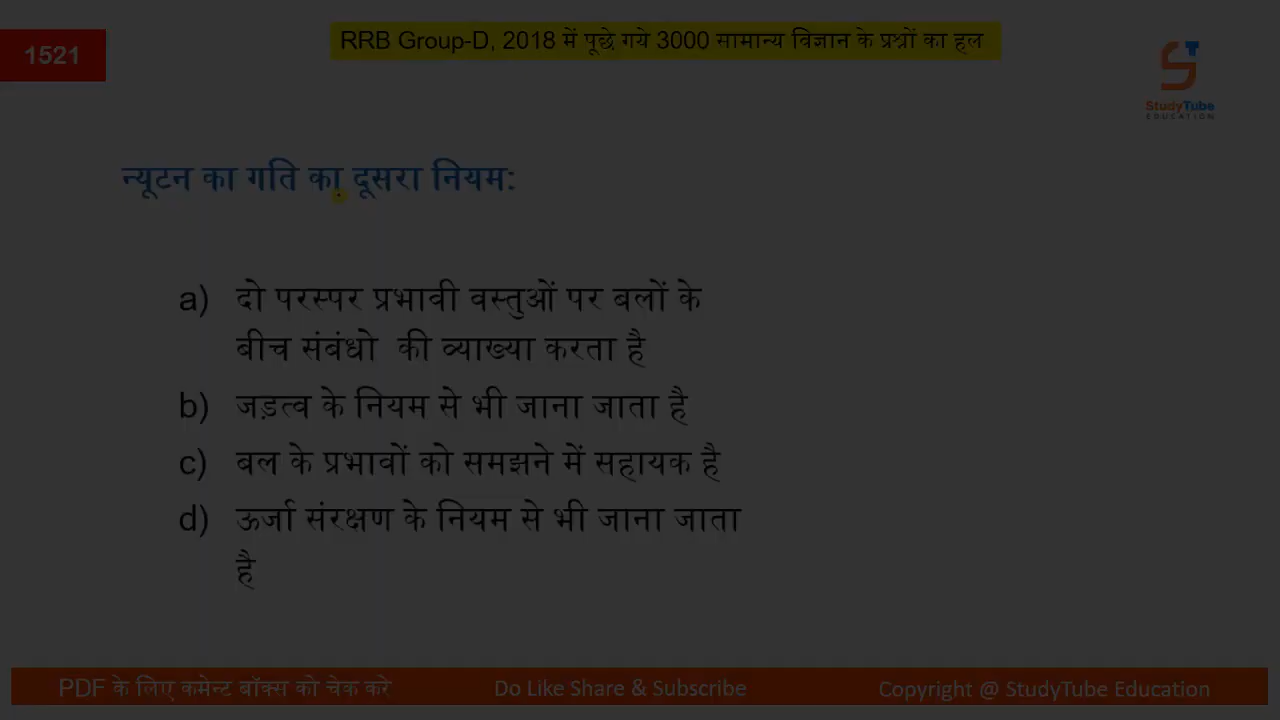 RRB Group-D, 2018 में पूछे गये 3000 सामान्य विज्ञान के प्रश्नों का हल
1521
StudyTube
EDUCATION
न्यूटन का गति का दूसरा नियम:
a) दो परस्पर प्रभावी वस्तुओं पर बलों के
बीच संबंधो की व्याख्या करता है
b) जड़त्व के नियम से भी जाना जाता है
c) बल के प्रभावों को समझने में सहायक है
d) ऊर्जा संरक्षण के नियम से भी जाना जाता
है
PDF के लिए कमेन्ट बॉक्स को चेक करे
Do Like Share & Subscribe
Copyright @ StudyTube Education